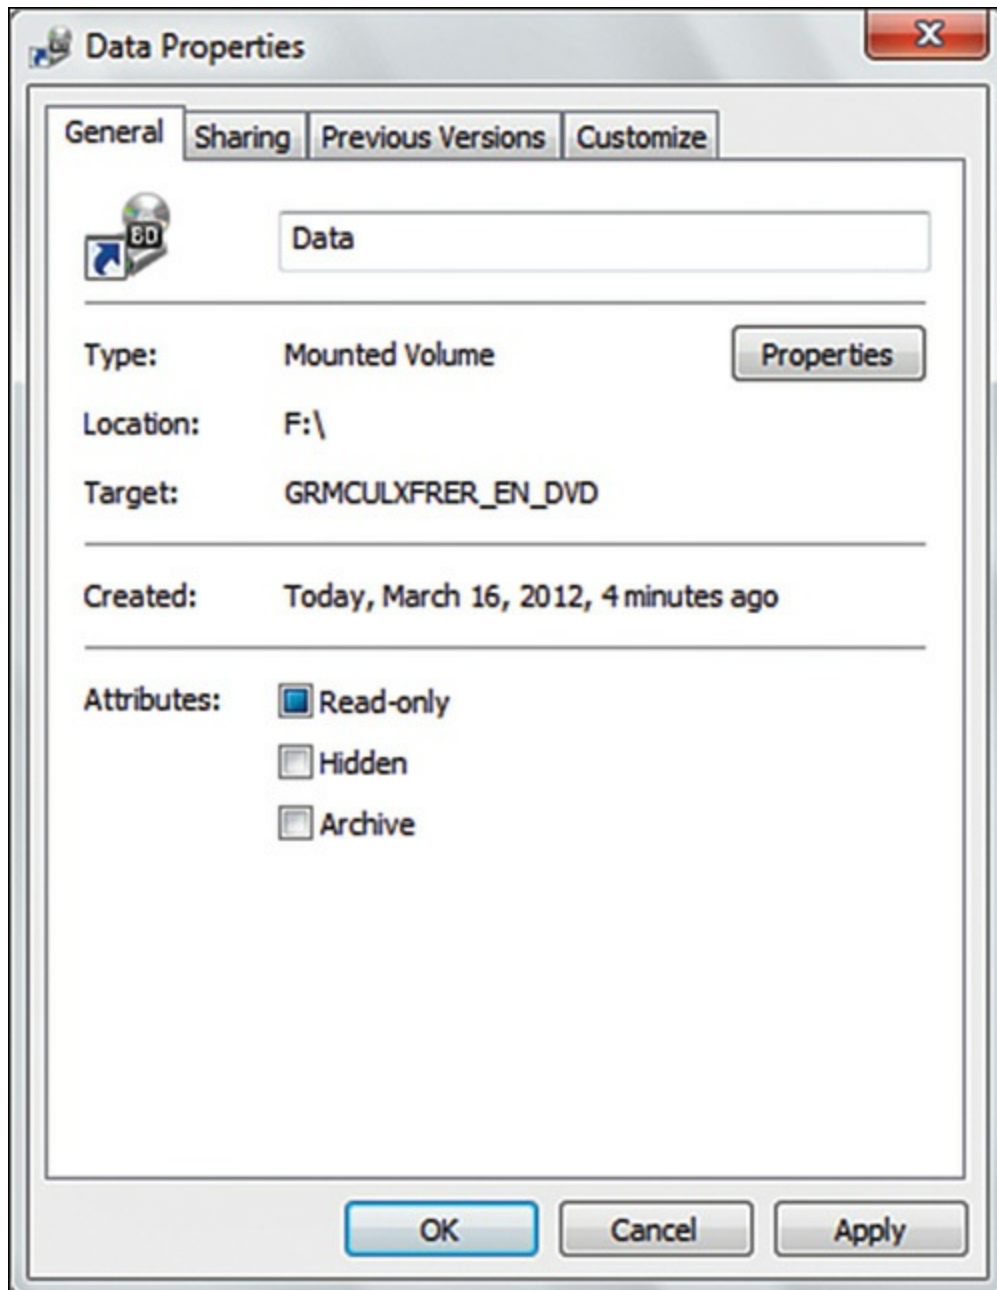 Data Properties
General Sharing Previous Versions Customize
BD
Data
Type: Mounted Volume Properties
Location: F:\
Target: GRMCULXFRER_EN_DVD
Created: Today, March 16, 2012, 4 minutes ago
Attributes: Read-only
Hidden
Archive
OK Cancel Apply